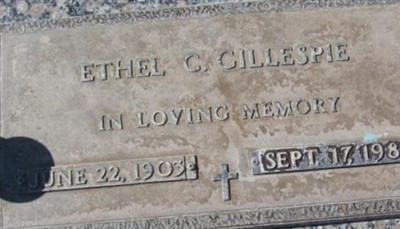 ETHEL C. GILLESPIE
IN LOVING MEMORY
JUNE 22, 1903
SEPT. 17, 198